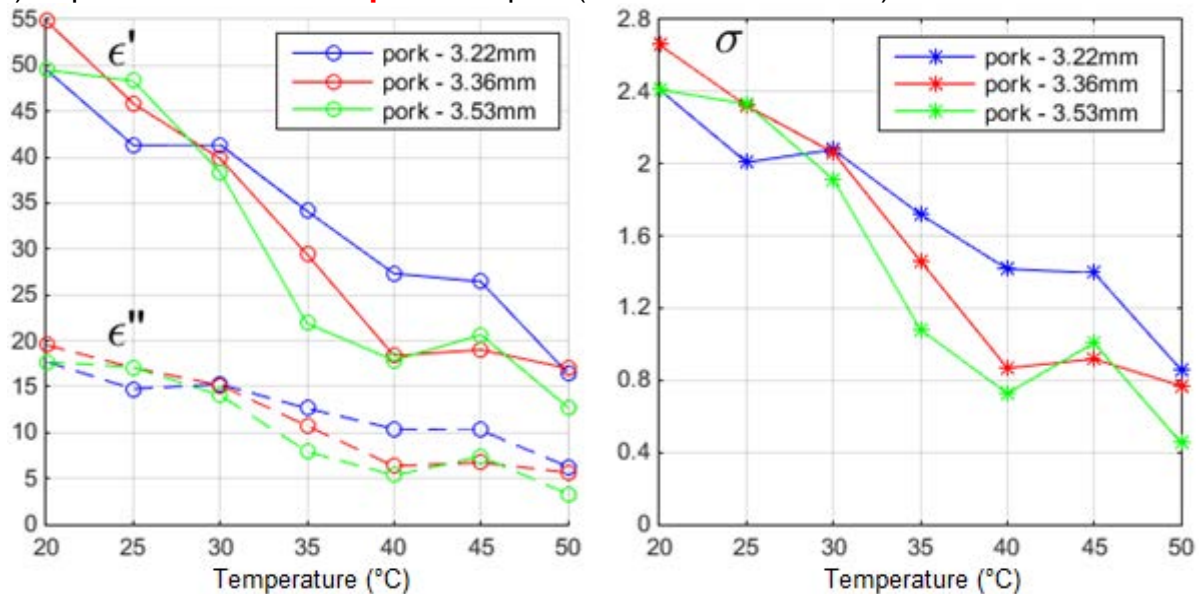 55
50
45
40
35
30
25
20
15
10
5
0
ϵ'
ϵ"
pork - 3.22mm
pork - 3.36mm
pork - 3.53mm
20 25 30 35 40 45 50
Temperature (°C)
2.8
2.4
2
1.6
1.2
0.8
0.4
0
σ
pork - 3.22mm
pork - 3.36mm
pork - 3.53mm
20 25 30 35 40 45 50
Temperature (°C)